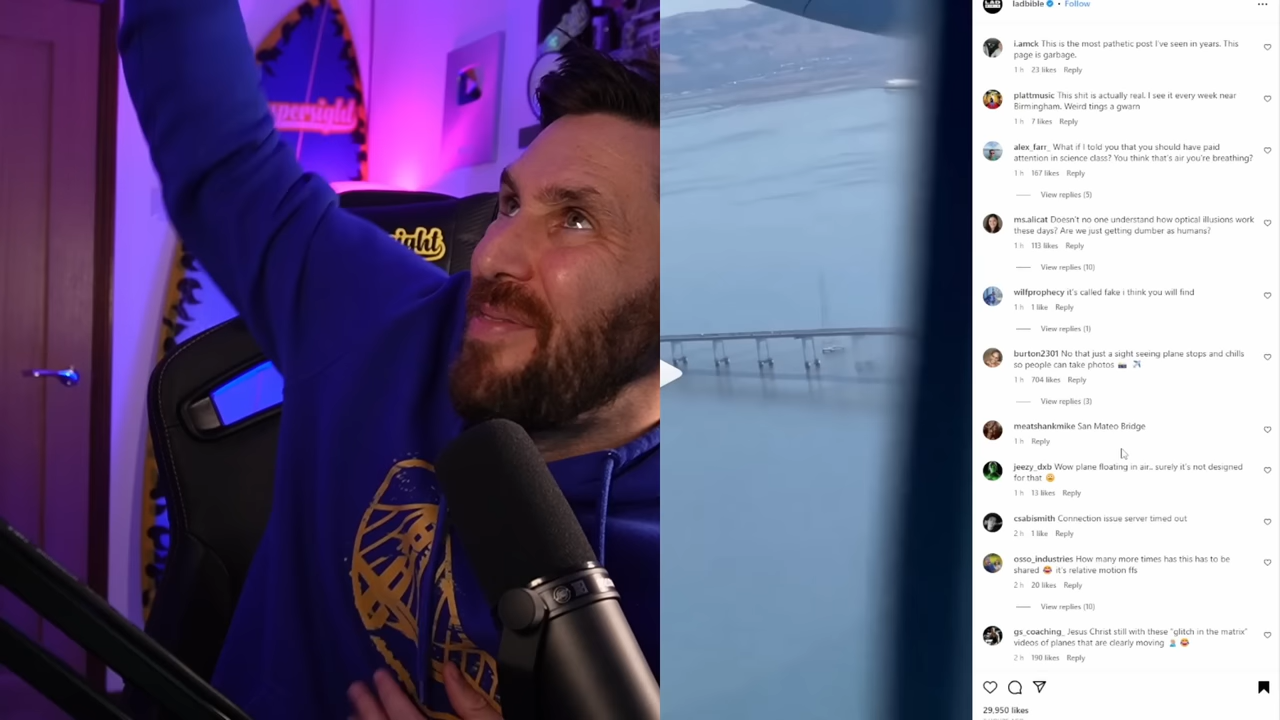 ladbible • Follow
i.amck This is the most pathetic post I've seen in years. This
page is garbage.
1 h 23 likes Reply
plattmusic This shit is actually real. I see it every week near
Birmingham. Weird tings a gwarn
1 h 7 likes Reply
alex_farr_ What if I told you that you should have paid
attention in science class? You think that's air you're breathing?
1 h 167 likes Reply
View replies (5)
ms.alicat Doesn't no one understand how optical illusions work
these days? Are we just getting dumber as humans?
1 h 113 likes Reply
View replies (10)
wilfprophecy it's called fake i think you will find
1 h 1 like Reply
View replies (1)
burton2301 No that just a sight seeing plane stops and chills
so people can take photos 📷 ✈️
1 h 704 likes Reply
View replies (3)
meatshankmike San Mateo Bridge
1 h Reply
jeezy_dxb Wow plane floating in air.. surely it's not designed
for that 😩
1 h 13 likes Reply
csabismith Connection issue server timed out
2 h 1 like Reply
osso_industries How many more times has this has to be
shared 😂 it's relative motion ffs
2 h 20 likes Reply
View replies (10)
gs_coaching_ Jesus Christ still with these "glitch in the matrix"
videos of planes that are clearly moving 🤦 😂
2 h 190 likes Reply
29,950 likes